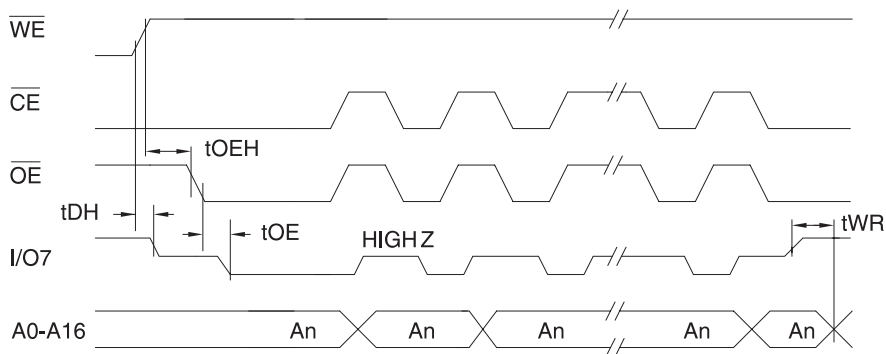 WE
CE
tOEH
OE
tDH
tOE
tWR
HIGH Z
I/O7
A0-A16 An An An An An